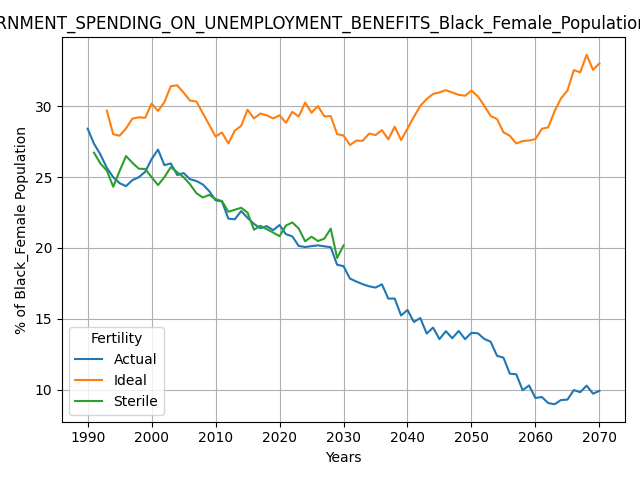 RNMENT_SPENDING_ON_UNEMPLOYMENT_BENEFITS_Black_Female_Population
% of Black_Female Population
30
25
20
15
10
Fertility
Actual
Ideal
Sterile
1990 2000 2010 2020 2030 2040 2050 2060 2070
Years